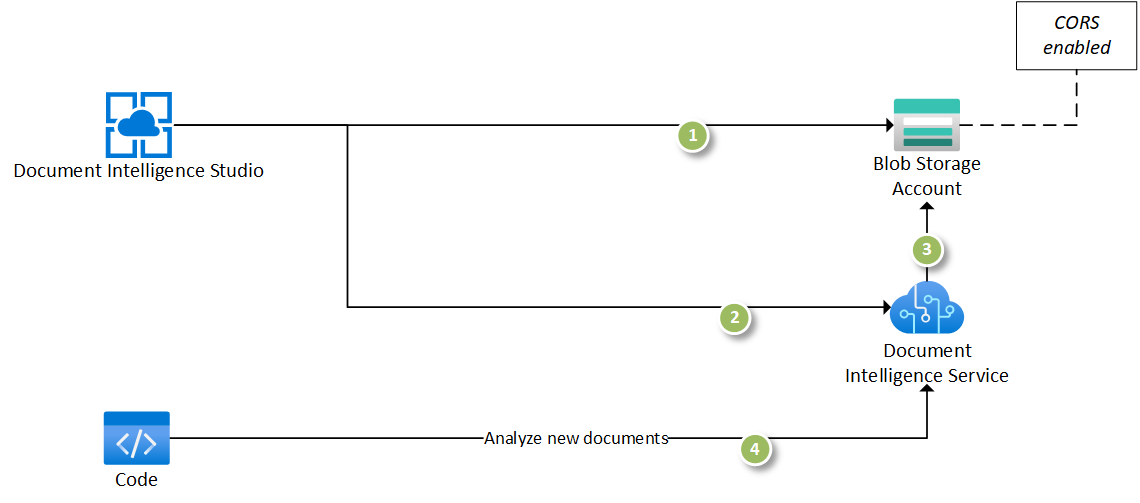 CORS
enabled
1
Document Intelligence Studio
Blob Storage
Account
3
2
Document
Intelligence Service
Analyze new documents
4
Code